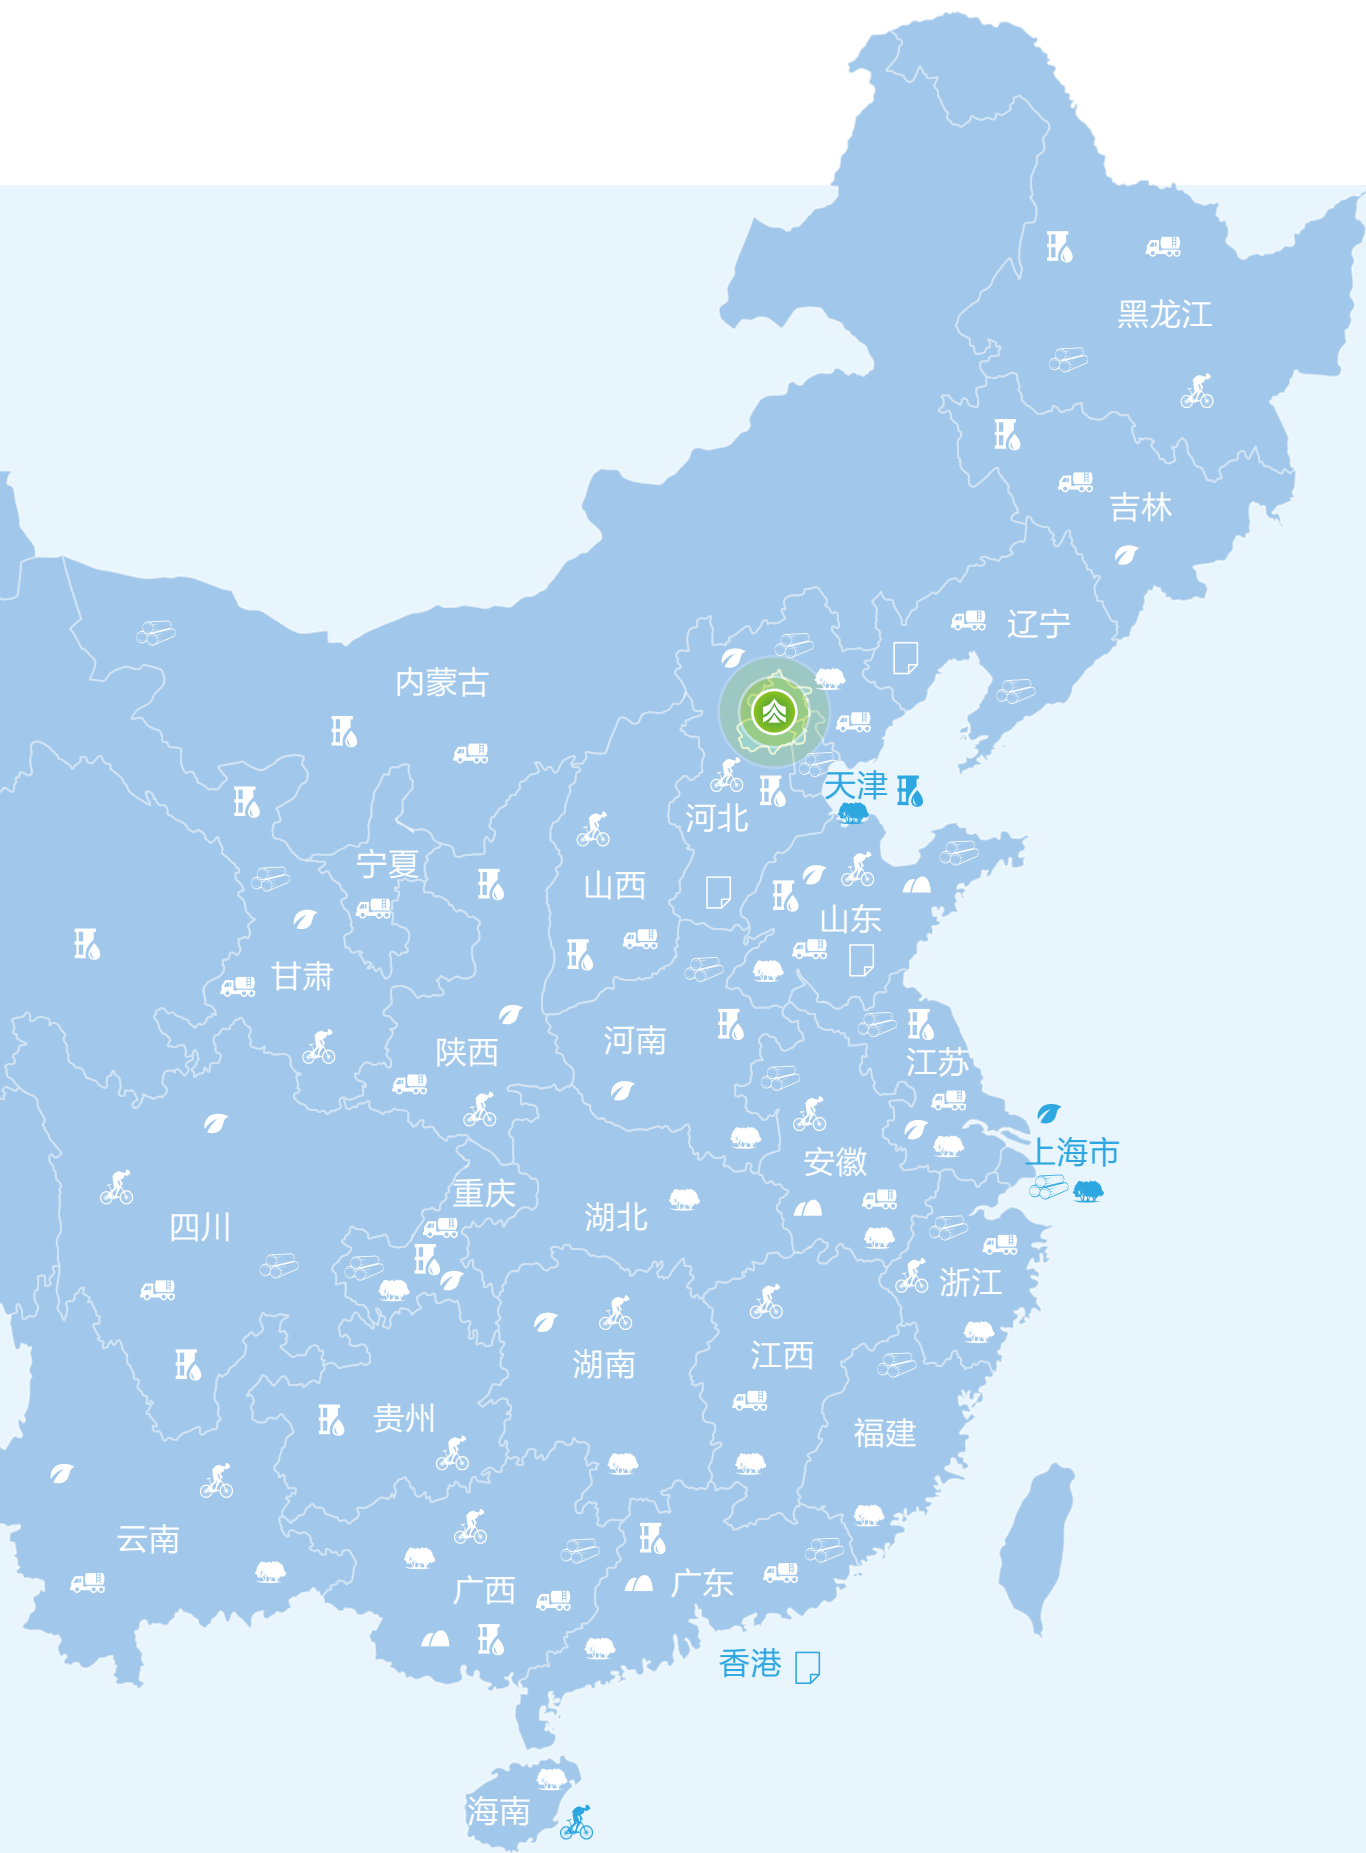 黑龙江
吉林
辽宁
内蒙古
天津
河北
宁夏
山西
山东
甘肃
河南
陕西
江苏
上海市
安徽
重庆
湖北
四川
浙江
江西
湖南
贵州
福建
云南
广东
广西
香港
海南